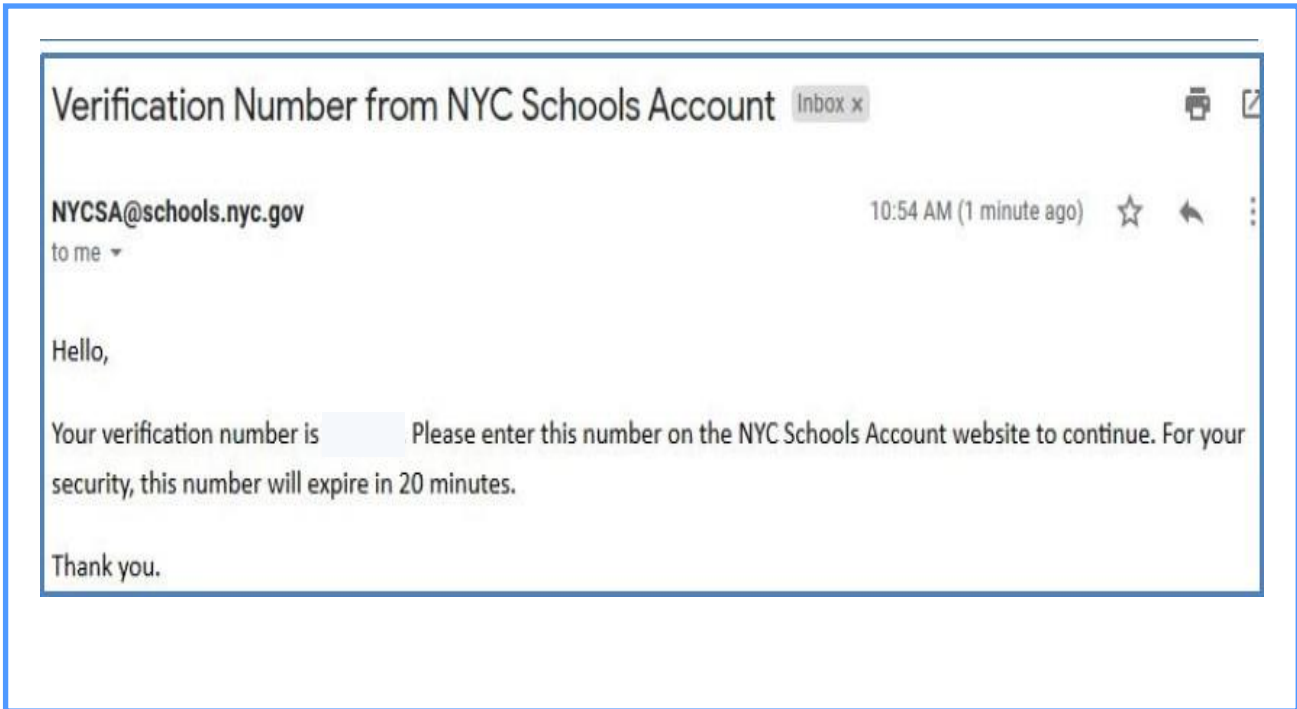 Verification Number from NYC Schools Account Inbox x
NYCSA@schools.nyc.gov 10:54 AM (1 minute ago)
to me
Hello,
Your verification number is Please enter this number on the NYC Schools Account website to continue. For your
security, this number will expire in 20 minutes.
Thank you.